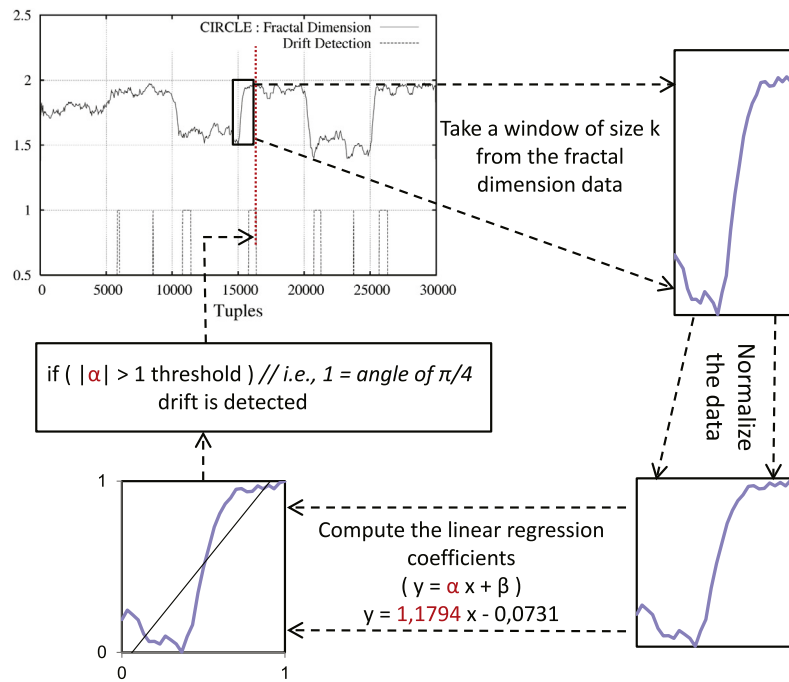 2.5
CIRCLE : Fractal Dimension
Drift Detection
2
1.5
1
0.5
0 5000 10000 15000 20000 25000 30000
Tuples
Take a window of size k
from the fractal
dimension data
Normalize
the data
if ( |α| > 1 threshold ) // i.e., 1 = angle of π/4
drift is detected
Compute the linear regression
coefficients
( y = α x + β )
y = 1,1794 x - 0,0731
1
0
0 1